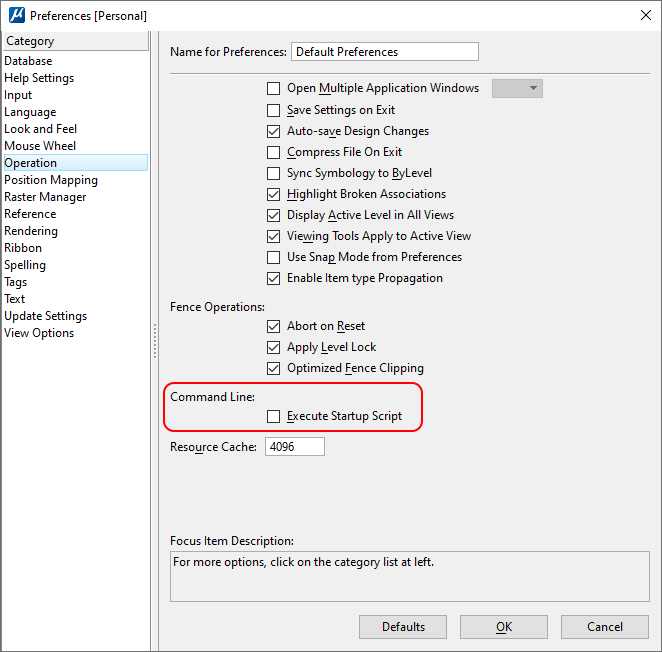 Preferences [Personal]
Category
Database
Help Settings
Input
Language
Look and Feel
Mouse Wheel
Operation
Position Mapping
Raster Manager
Reference
Rendering
Ribbon
Spelling
Tags
Text
Update Settings
View Options
Name for Preferences: Default Preferences
Open Multiple Application Windows
Save Settings on Exit
Auto-save Design Changes
Compress File On Exit
Sync Symbology to ByLevel
Highlight Broken Associations
Display Active Level in All Views
Viewing Tools Apply to Active View
Use Snap Mode from Preferences
Enable Item type Propagation
Fence Operations:
Abort on Reset
Apply Level Lock
Optimized Fence Clipping
Command Line:
Execute Startup Script
Resource Cache: 4096
Focus Item Description:
For more options, click on the category list at left.
Defaults OK Cancel